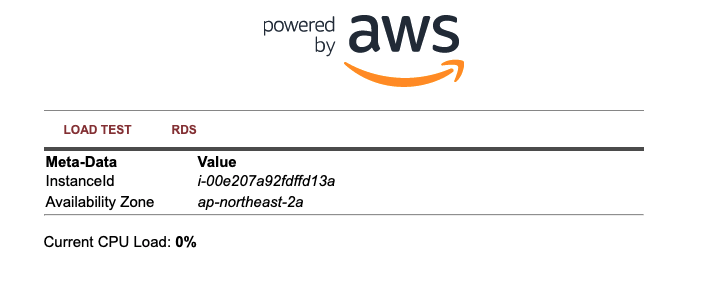 powered
by aws
LOAD TEST RDS
Meta-Data Value
InstanceId i-00e207a92fdffd13a
Availability Zone ap-northeast-2a
Current CPU Load: 0%